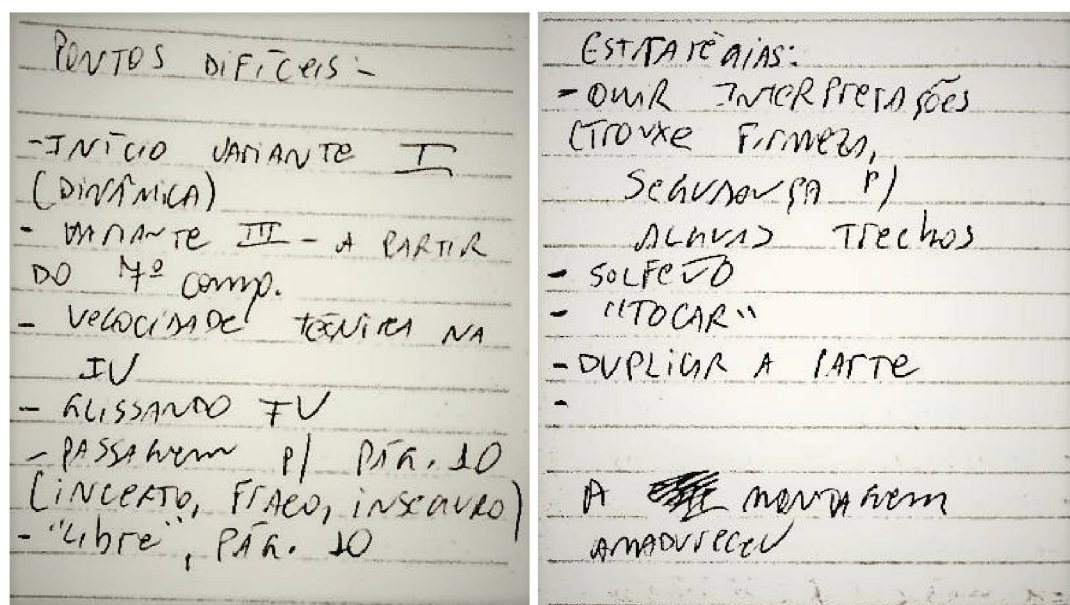 PONTOS DIFÍCEIS:
-INÍCIO VARIANTE I
(DINÂMICA)
- VARIANTE III - A PARTIR
DO 7º comp.
- VELOCIDADE TÉCNICA NA
IV
- GLISSANDO IV
- PASSAGEM P/ PÁG. 10
(INCERTO, FRACO, INSEGURO)
- "Libre", PÁG. 10
ESTRATÉGIAS:
- OUVIR INTERPRETAÇÕES
(TROUXE FIRMEZA,
SEGURANÇA P/
ALGUNS TRECHOS
- SOLFEJO
- "TOCAR"
- DUPLICAR A PARTE
-
A MONTAGEM
AMADURECEU